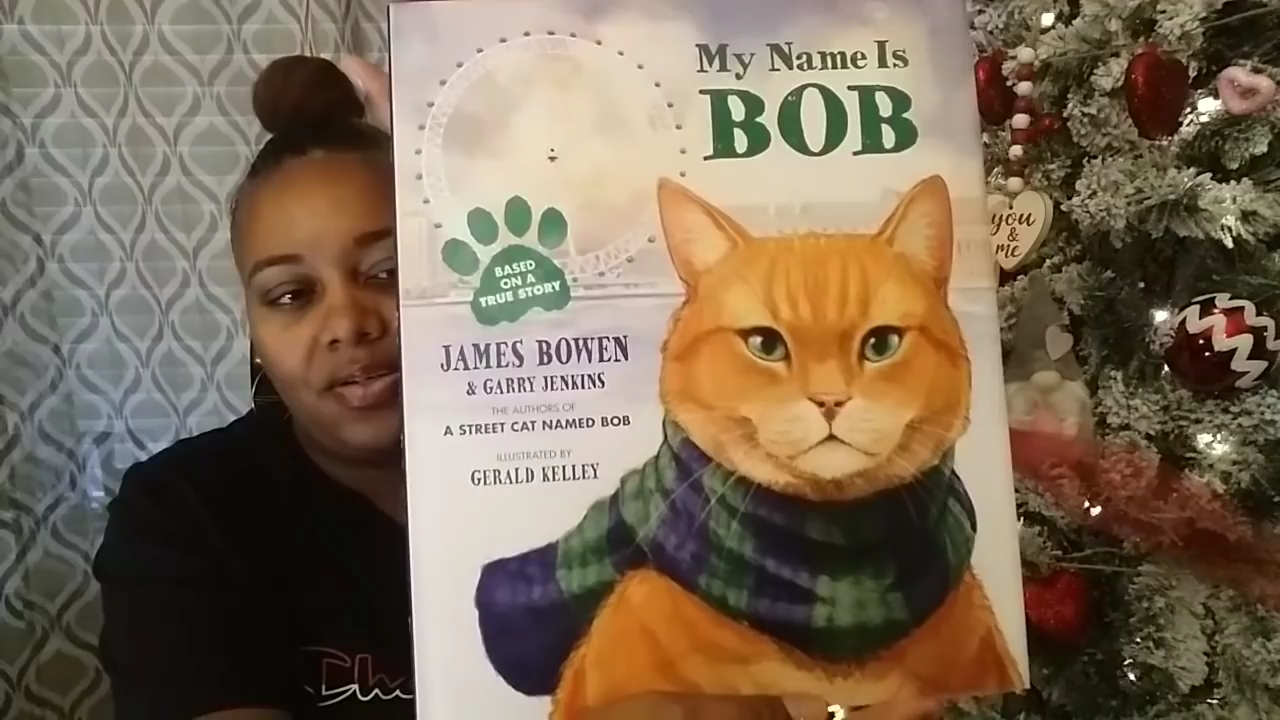 My Name Is
BOB
BASED
ON A
TRUE STORY
JAMES BOWEN
& GARRY JENKINS
THE AUTHORS OF
A STREET CAT NAMED BOB
ILLUSTRATED BY
GERALD KELLEY
you
&
me